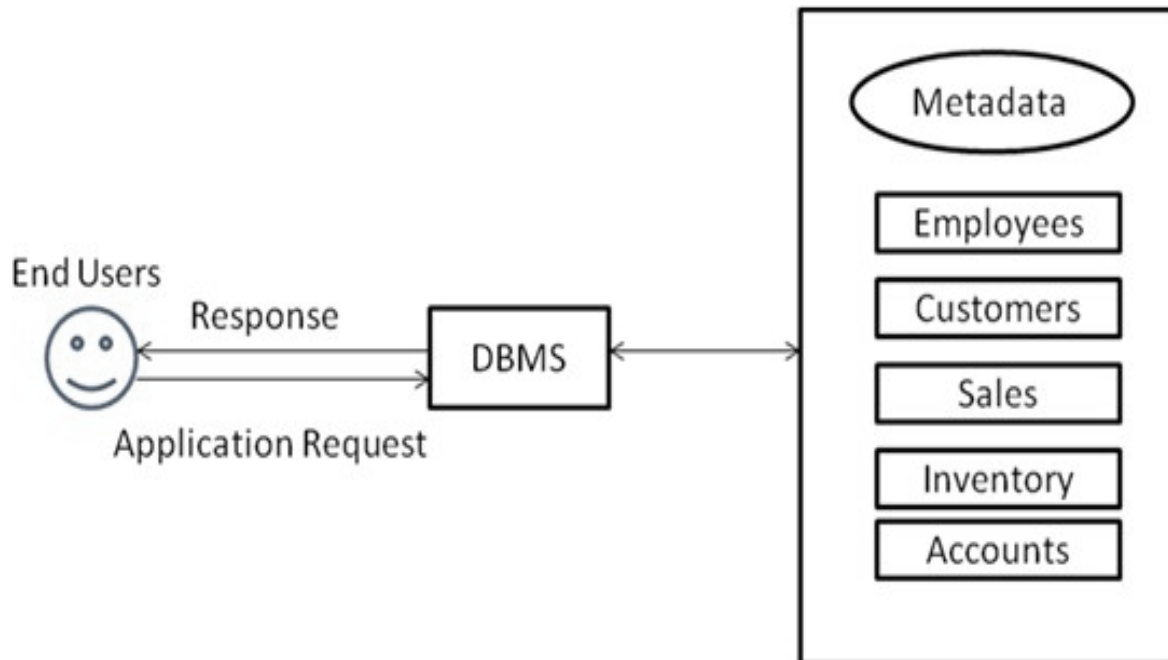 End Users
Response
Application Request
DBMS
Metadata
Employees
Customers
Sales
Inventory
Accounts